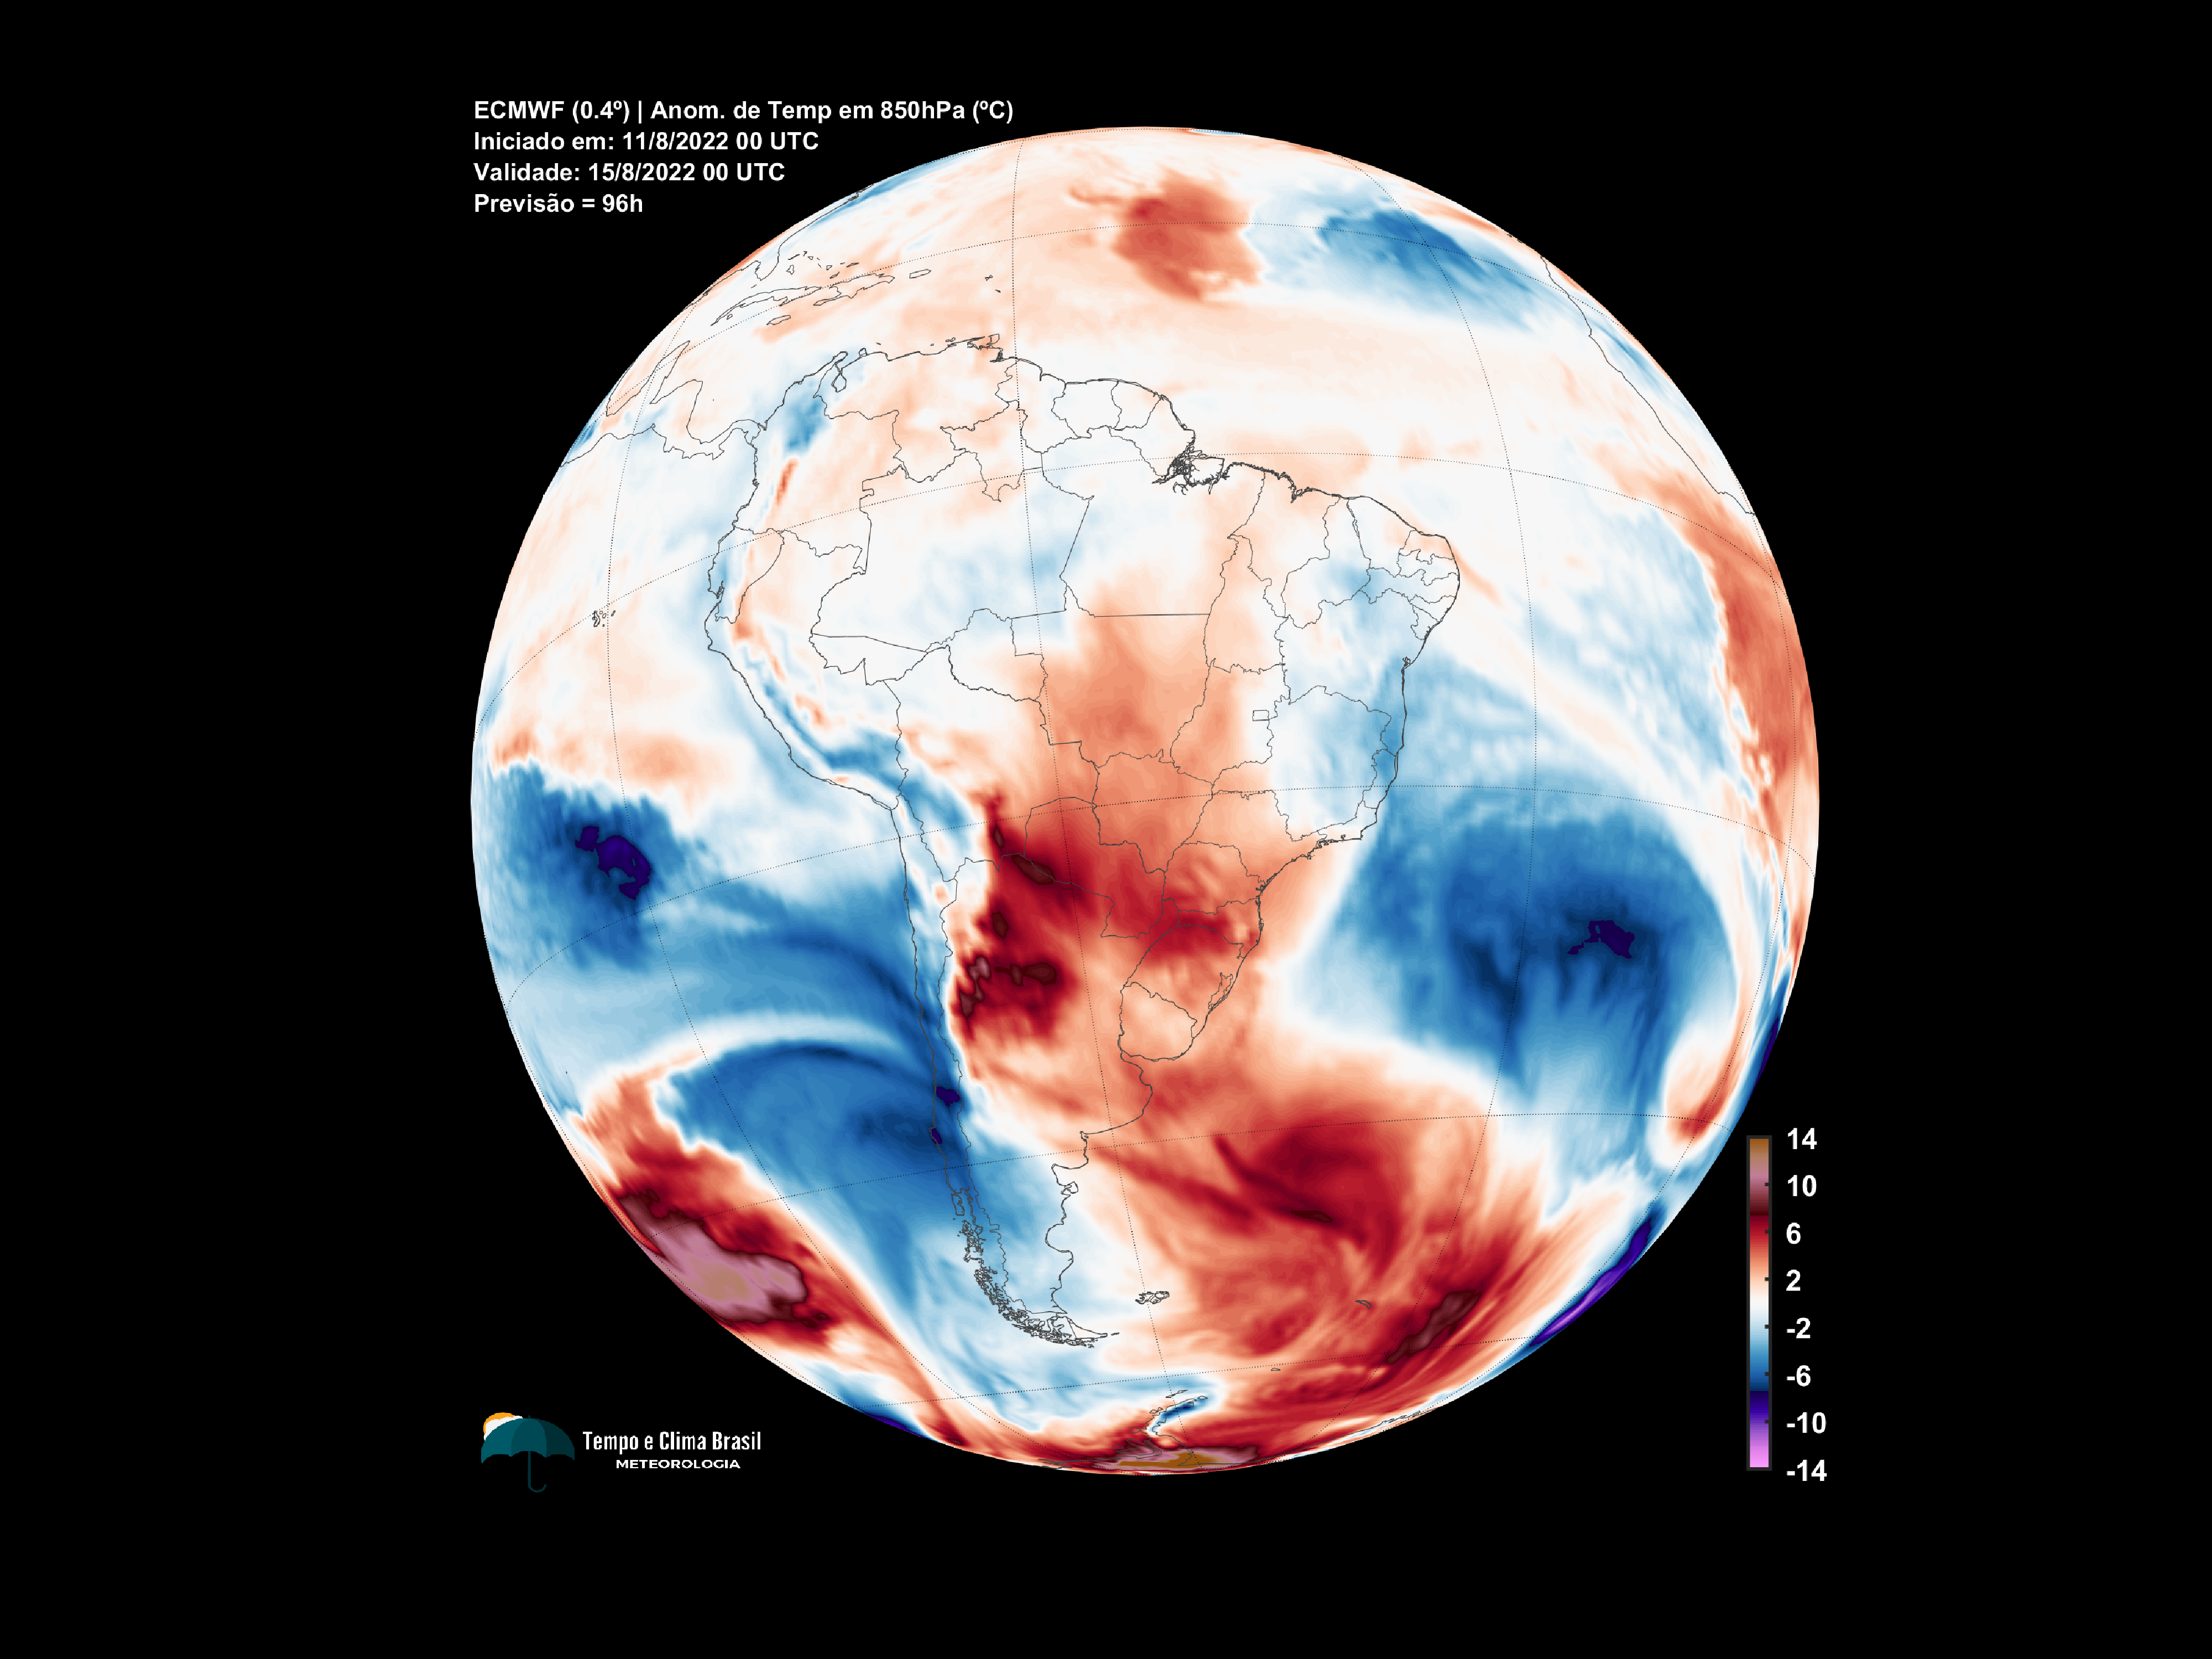 ECMWF (0.4º) | Anom. de Temp em 850hPa (ºC)
Iniciado em: 11/8/2022 00 UTC
Validade: 15/8/2022 00 UTC
Previsão = 96h
14
10
6
2
-2
-6
-10
-14
Tempo e Clima Brasil
METEOROLOGIA